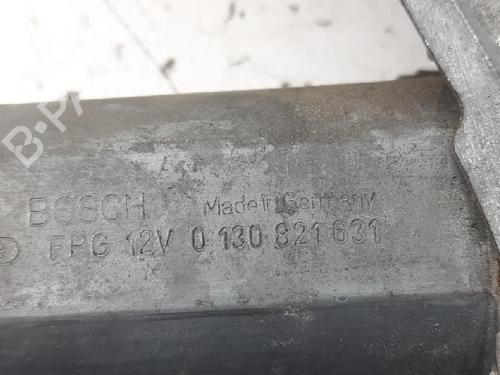 BOSCH Made in Germany
FPG 12V 0 130 821 631